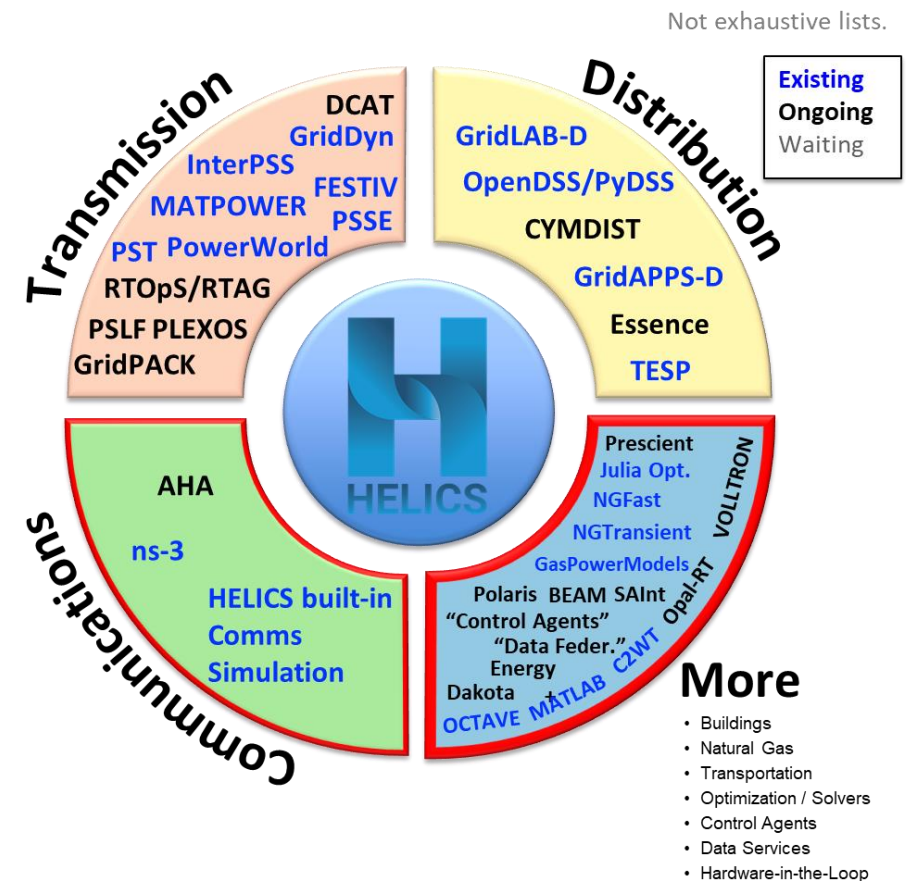 Not exhaustive lists.
Existing
Ongoing
Waiting
Transmission
DCAT
GridDyn
InterPSS
FESTIV
MATPOWER
PSSE
PST PowerWorld
RTOpS/RTAG
PSLF PLEXOS
GridPACK
Distribution
GridLAB-D
OpenDSS/PyDSS
CYMDIST
GridAPPS-D
Essence
TESP
HELICS
Communications
AHA
ns-3
HELICS built-in
Comms
Simulation
Prescient
Julia Opt.
NGFast
NGTransient
GasPowerModels
VOLLTRON
Polaris BEAM SAInt
Opal-RT
“Control Agents”
“Data Feder.”
Energy
+
C2WT
Dakota
MATLAB
OCTAVE
More
• Buildings
• Natural Gas
• Transportation
• Optimization / Solvers
• Control Agents
• Data Services
• Hardware-in-the-Loop